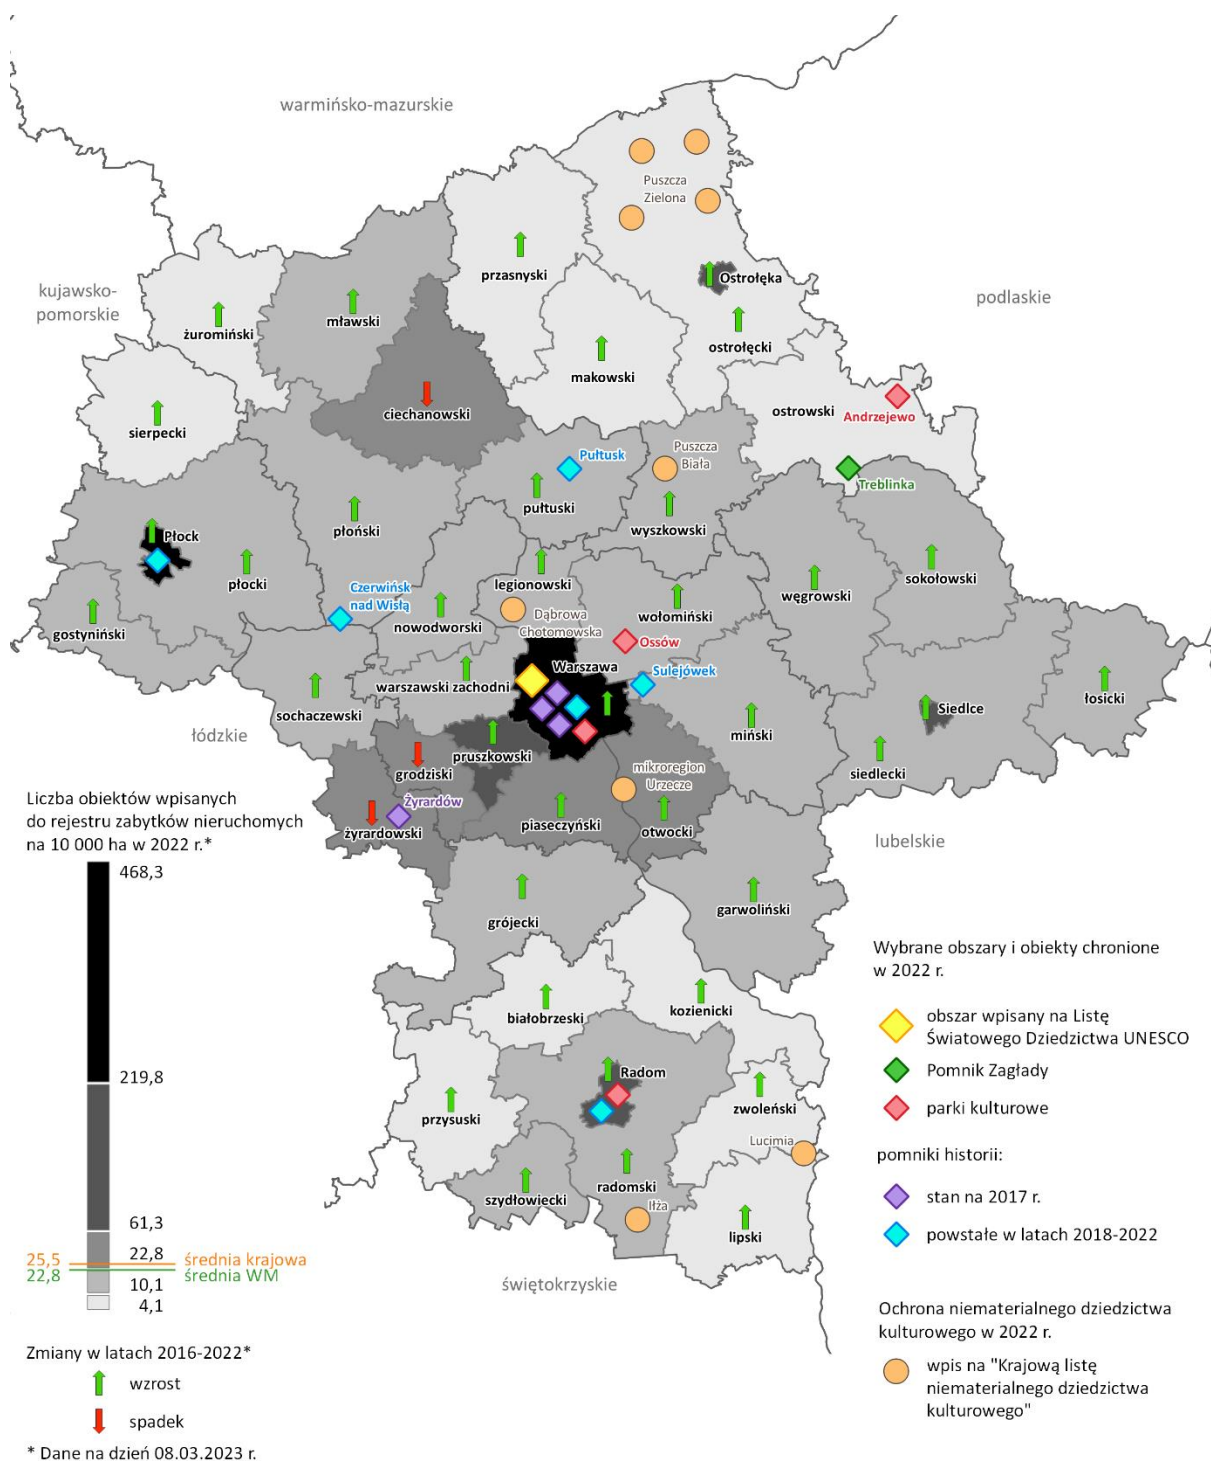 warmińsko-mazurskie
Puszcza
Zielona
przasnyski
Ostrołęka
kujawsko-
pomorskie
podlaskie
żuromiński
mławski
ostrołęcki
makowski
ciechanowski
ostrowski
Andrzejewo
sierpecki
Pułtusk
Puszcza
Biała
Treblinka
pułtuski
wyszkowski
płoński
Płock
płocki
legionowski
sokołowski
węgrowski
Czerwińsk
nad Wisłą
wołomiński
Dąbrowa
Chotomowska
gostyniński
nowodworski
Ossów
Warszawa
Sulejówek
warszawski zachodni
sochaczewski
łosicki
Siedlce
łódzkie
miński
pruszkowski
grodziski
mikroregion
Urzecze
siedlecki
Żyrardów
żyrardowski
piaseczyński
otwocki
lubelskie
Liczba obiektów wpisanych
do rejestru zabytków nieruchomych
na 10 000 ha w 2022 r.*
468,3
219,8
61,3
22,8
10,1
4,1
25,5
średnia krajowa
22,8
średnia WM
grójecki
garwoliński
białobrzeski
kozienicki
Radom
zwoleński
przysuski
Lucimia
szydłowiecki
radomski
Iłża
lipski
świętokrzyskie
Wybrane obszary i obiekty chronione
w 2022 r.
obszar wpisany na Listę
Światowego Dziedzictwa UNESCO
Pomnik Zagłady
parki kulturowe
pomniki historii:
stan na 2017 r.
powstałe w latach 2018-2022
Ochrona niematerialnego dziedzictwa
kulturowego w 2022 r.
wpis na "Krajową listę
niematerialnego dziedzictwa
kulturowego"
Zmiany w latach 2016-2022*
wzrost
spadek
* Dane na dzień 08.03.2023 r.